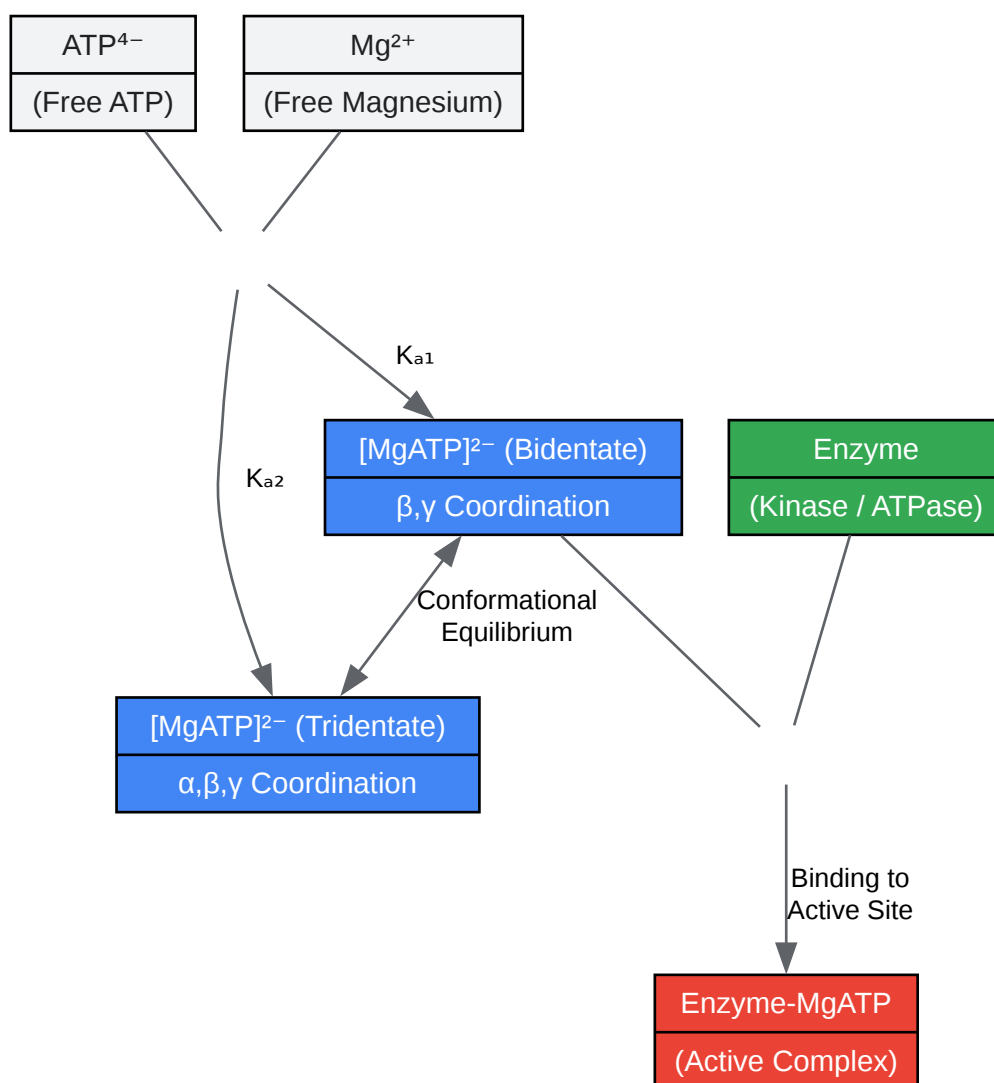 ATP⁴⁻
(Free ATP)
Mg²⁺
(Free Magnesium)
Kₐ₁
[MgATP]²⁻ (Bidentate)
β,γ Coordination
Enzyme
(Kinase / ATPase)
Kₐ₂
Conformational
Equilibrium
[MgATP]²⁻ (Tridentate)
α,β,γ Coordination
Binding to
Active Site
Enzyme-MgATP
(Active Complex)